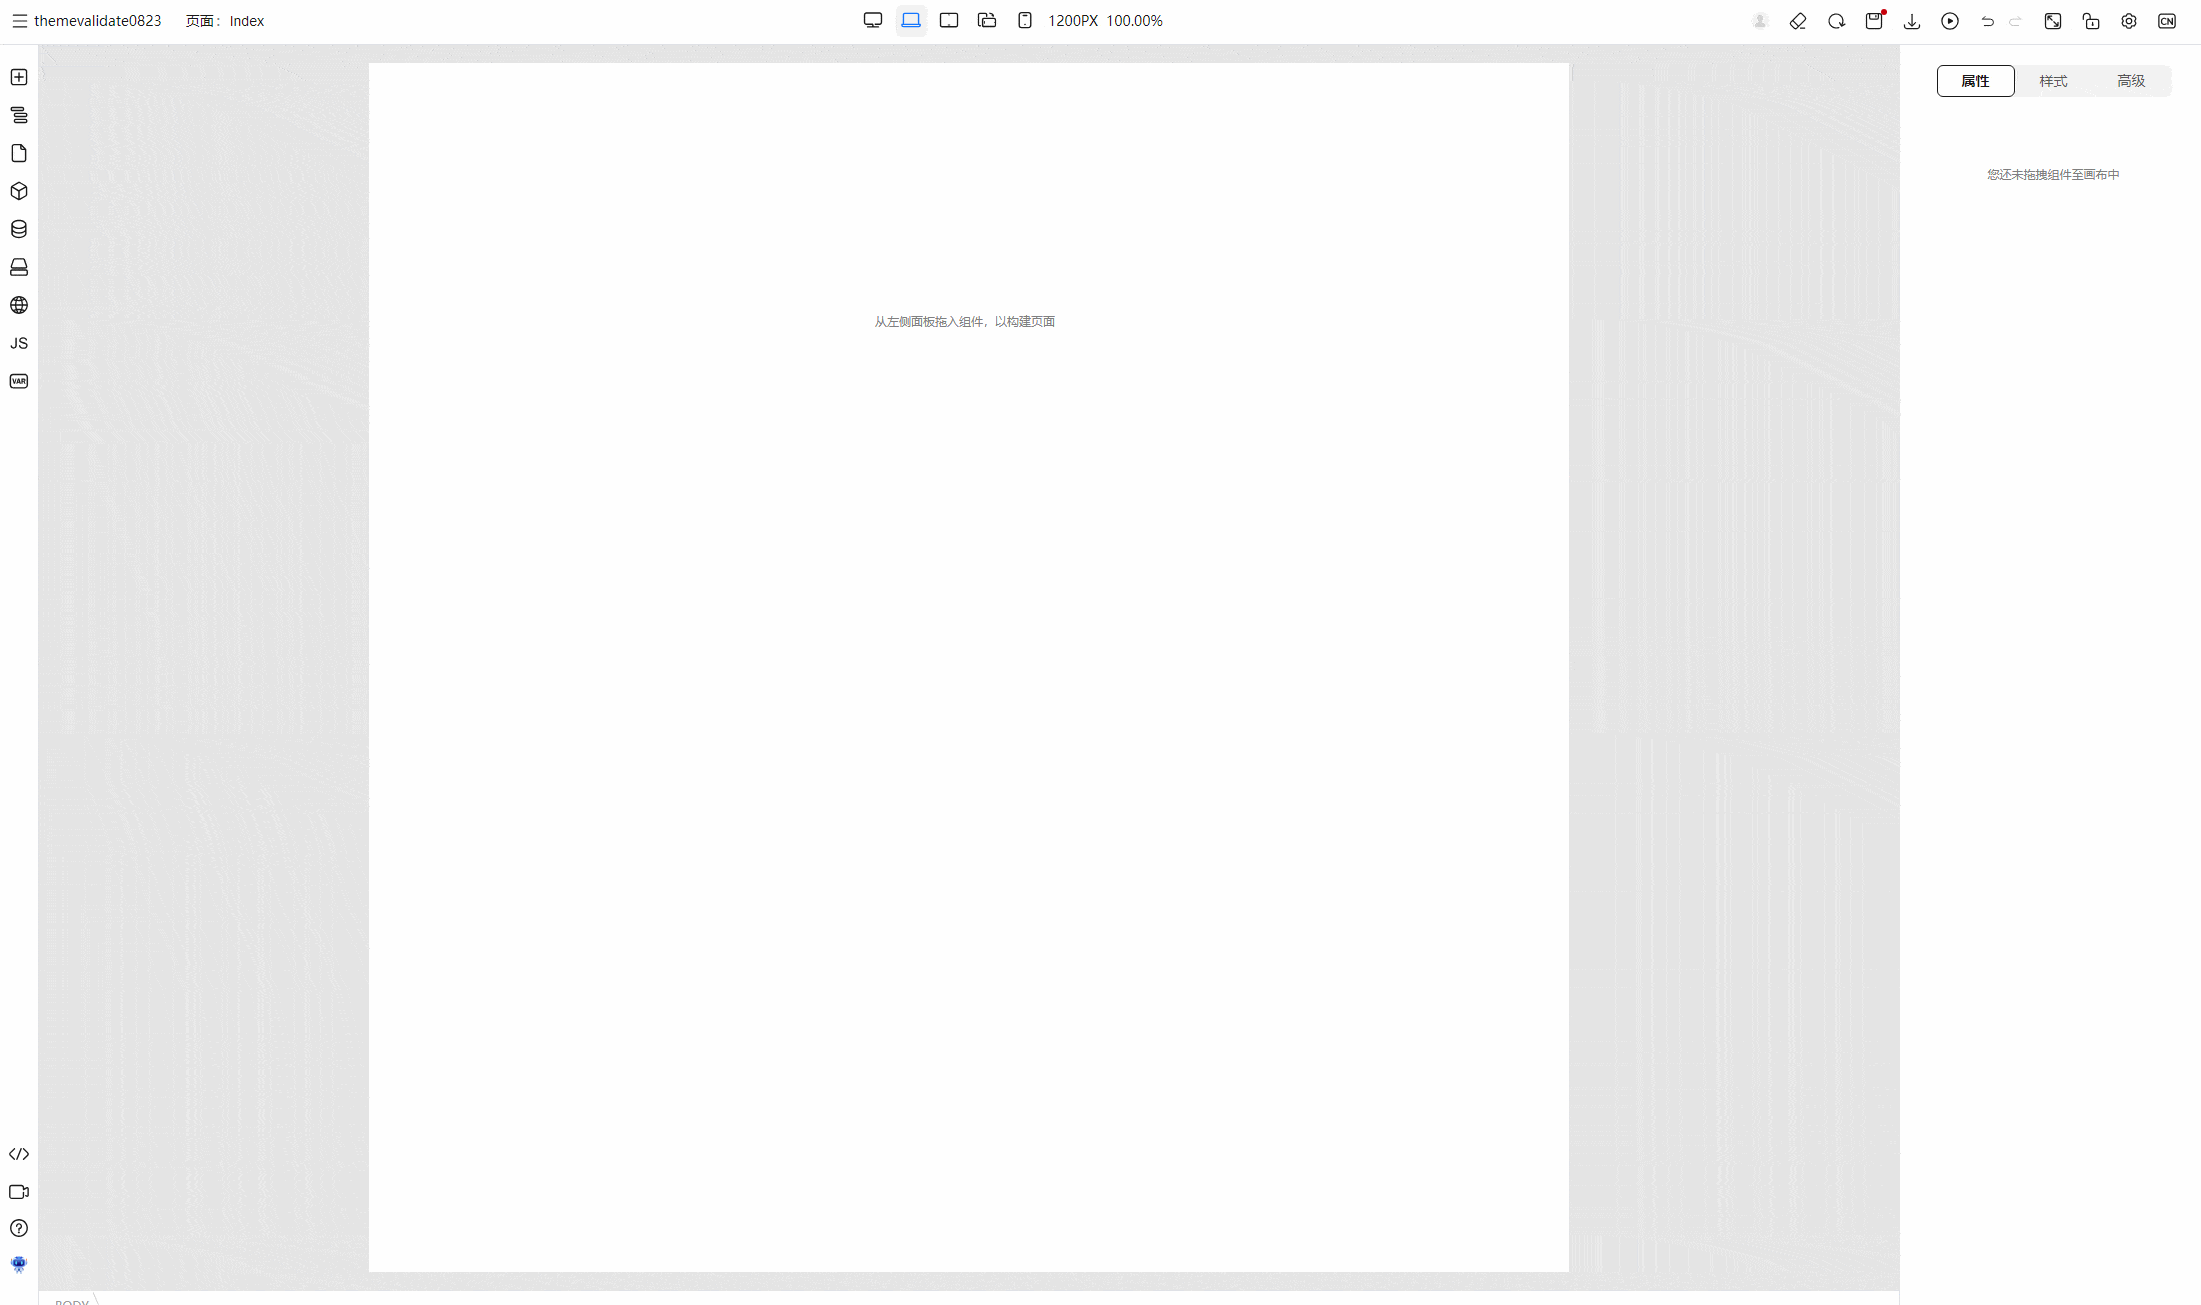 themevalidate0823 页面： Index 1200PX 100.00% CN
属性 样式 高级
您还未拖拽组件至画布中
从左侧面板拖入组件，以构建页面
JS
VAR
BODY